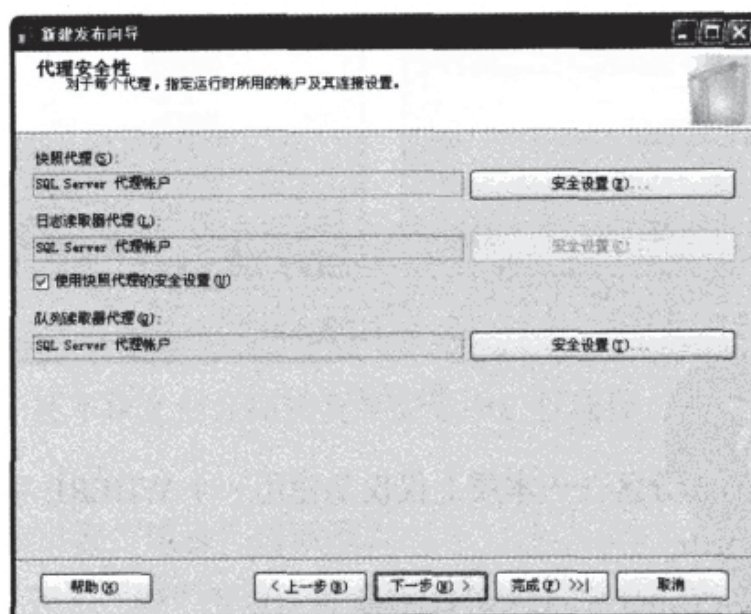 新建发布向导
代理安全性
对于每个代理，指定运行时所用的帐户及其连接设置。
快照代理(S):
SQL Server 代理帐户
安全设置(E)...
日志读取器代理(L):
SQL Server 代理帐户
安全设置
使用快照代理的安全设置(U)
队列读取器代理(Q):
SQL Server 代理帐户
安全设置(T)...
帮助(H)
< 上一步(B)
下一步(N) >
完成(F) >>|
取消